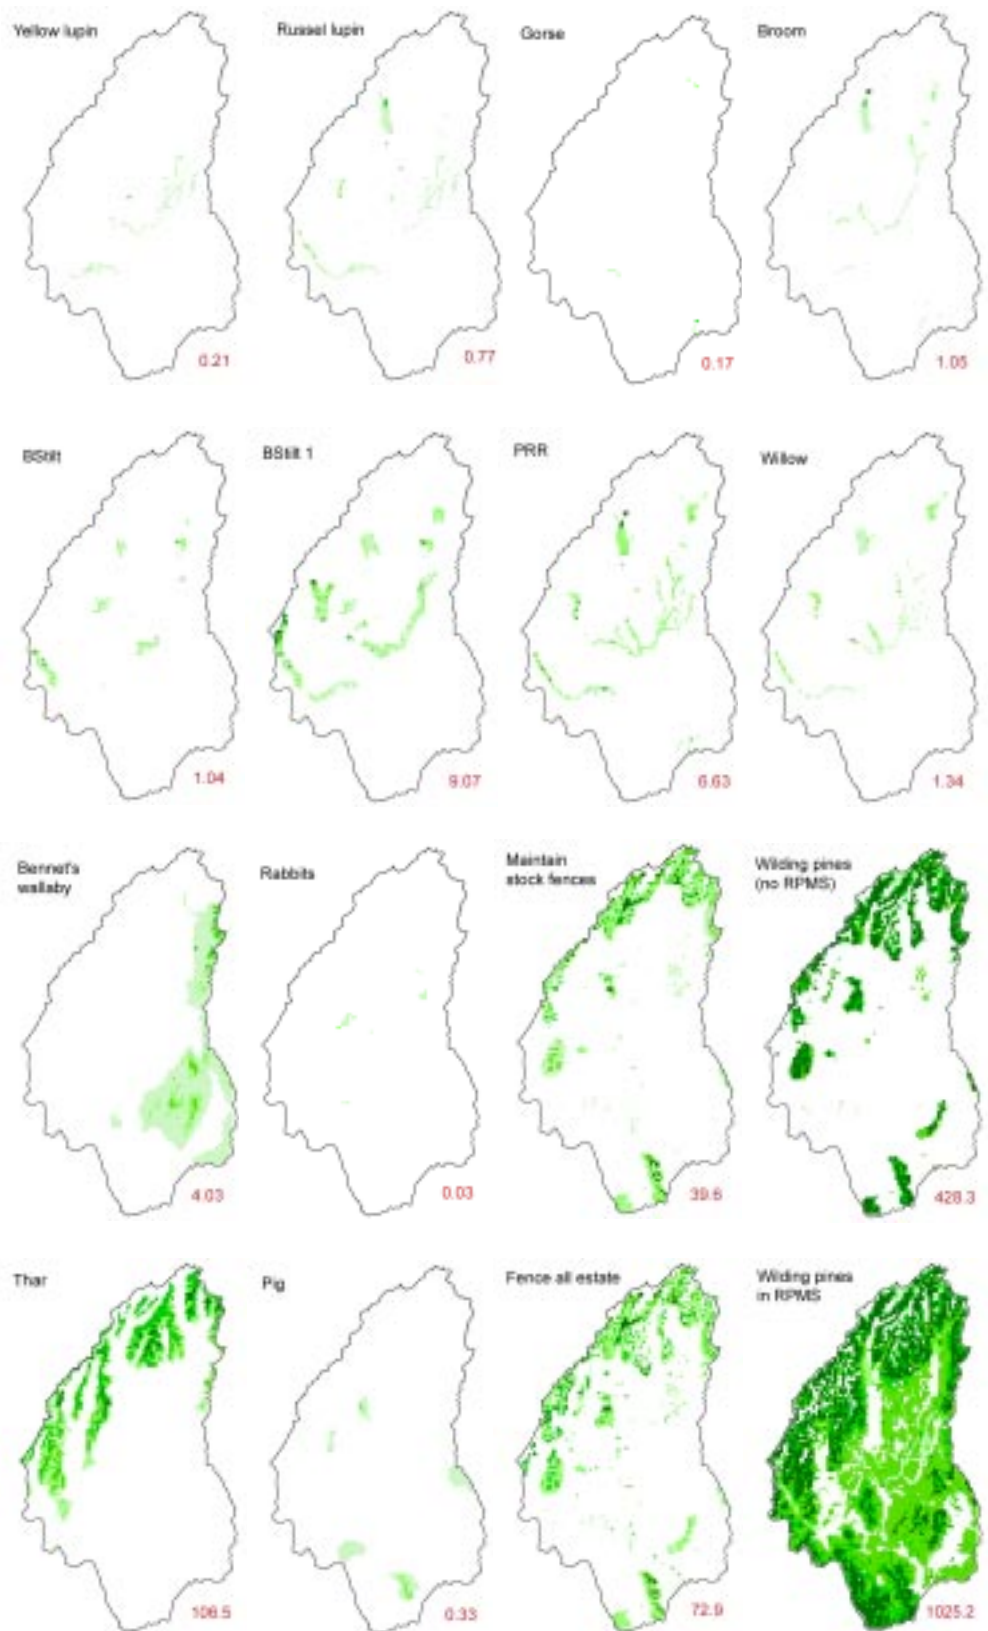 Yellow lupin
Russel lupin
Gorse
Broom
0.21
0.77
0.17
1.05
BStilt
BStilt 1
PRR
Willow
1.04
9.07
6.63
1.34
Bennet's
wallaby
Rabbits
Maintain
stock fences
Wilding pines
(no RPMS)
4.03
0.03
39.6
428.3
Thar
Pig
Fence all estate
Wilding pines
in RPMS
106.5
0.33
72.9
1025.2